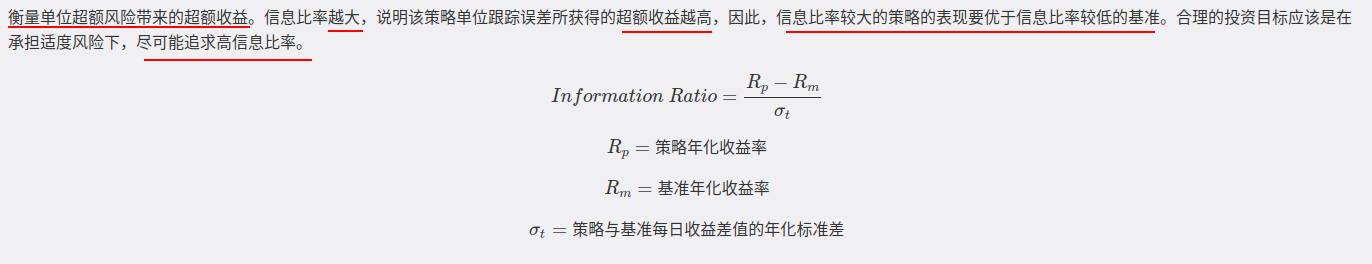 衡量单位超额风险带来的超额收益。信息比率越大，说明该策略单位跟踪误差所获得的超额收益越高，因此，信息比率较大的策略的表现要优于信息比率较低的基准。合理的投资目标应该是在
承担适度风险下，尽可能追求高信息比率。
Information Ratio = \frac{R_p − R_m}{σ_t}
R_p = 策略年化收益率
R_m = 基准年化收益率
σ_t = 策略与基准每日收益差值的年化标准差